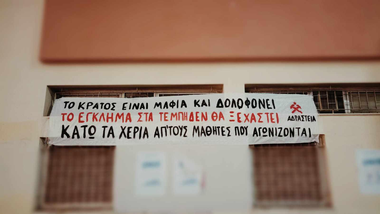 ΤΟ ΚΡΑΤΟΣ ΕΙΝΑΙ ΜΑΦΙΑ ΚΑΙ ΔΟΛΟΦΟΝΕΙ
ΤΟ ΕΓΚΛΗΜΑ ΣΤΑ ΤΕΜΠΗ ΔΕΝ ΘΑ ΞΕΧΑΣΤΕΙ
ΚΑΤΩ ΤΑ ΧΕΡΙΑ ΑΠ'ΤΟΥΣ ΜΑΘΗΤΕΣ ΠΟΥ ΑΓΩΝΙΖΟΝΤΑΙ
ΑΔΡΑΣΤΕΙΑ